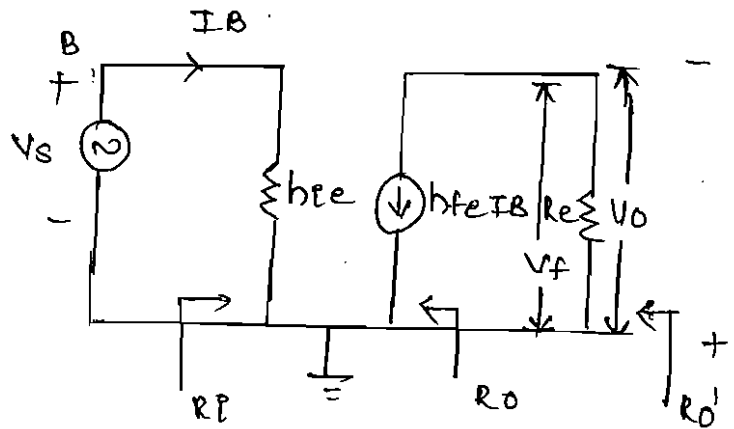 IB
B
+
-
Vs
-
hie
hfeIB
Re
Vo
Vf
+
Ri
Ro
Ro'